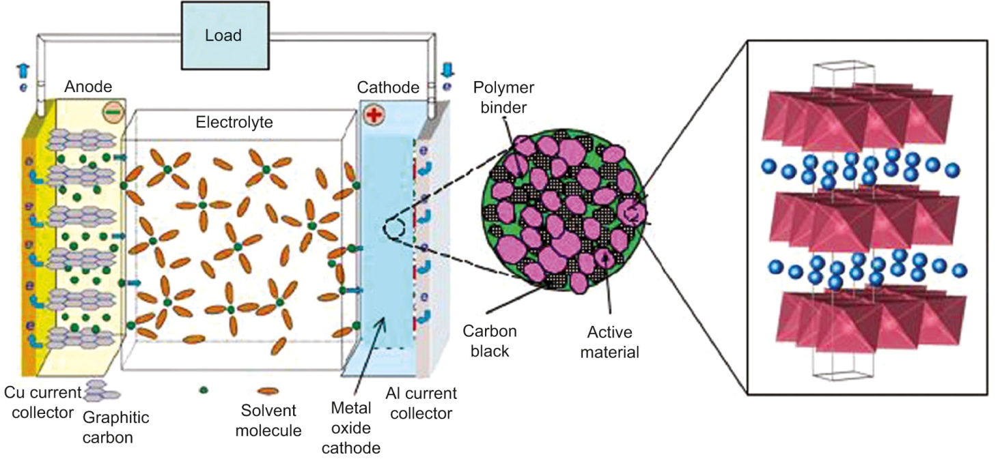 Load
Anode
Cathode
Polymer
binder
Electrolyte
e
e
−
+
e
e
e
e
e
e
e
e
e
Carbon
black
Active
material
Cu current
collector
Graphitic
carbon
Solvent
molecule
Metal
oxide
cathode
Al current
collector